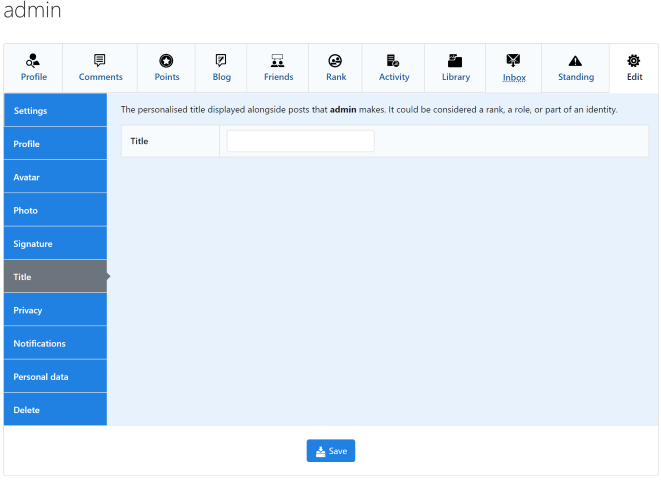 admin
Profile
Comments
Points
Blog
Friends
Rank
Activity
Library
Inbox
Standing
Edit
Settings
Profile
Avatar
Photo
Signature
Title
Privacy
Notifications
Personal data
Delete
The personalised title displayed alongside posts that admin makes. It could be considered a rank, a role, or part of an identity.
Title
Save